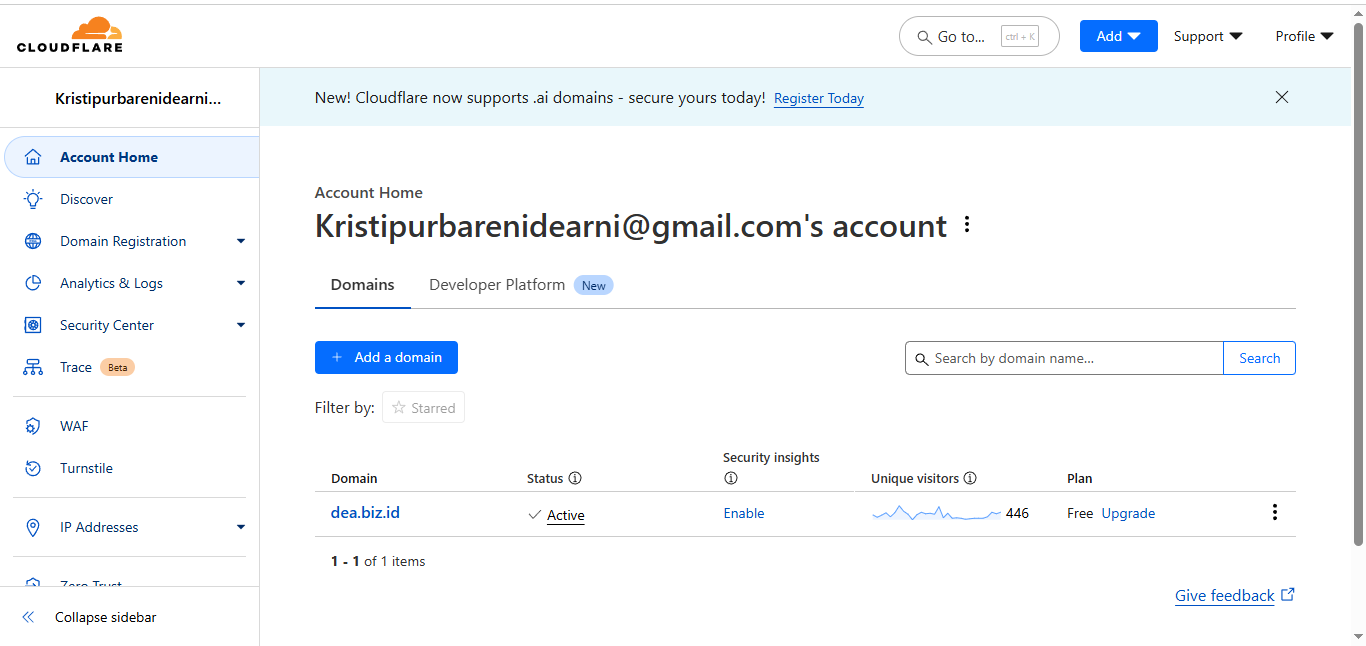 CLOUDFLARE
Go to... ctrl + K
Add
Support
Profile
Kristipurbarenidearni...
New! Cloudflare now supports .ai domains - secure yours today! Register Today
Account Home
Discover
Domain Registration
Analytics & Logs
Security Center
Trace Beta
WAF
Turnstile
IP Addresses
Zero Trust
Collapse sidebar
Account Home
Kristipurbarenidearni@gmail.com's account
Domains
Developer Platform New
+ Add a domain
Search by domain name... Search
Filter by: Starred
Domain Status Security insights Unique visitors Plan
dea.biz.id Active Enable 446 Free Upgrade
1 - 1 of 1 items
Give feedback